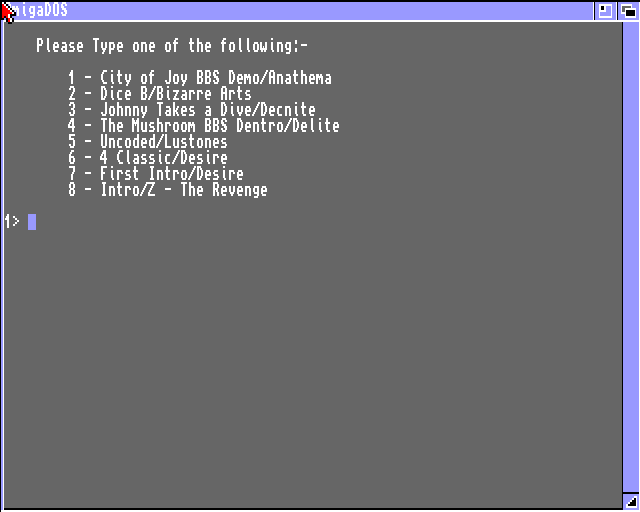 AmigaDOS
Please Type one of the following:-
1 - City of Joy BBS Demo/Anathema
2 - Dice B/Bizarre Arts
3 - Johnny Takes a Dive/Decnite
4 - The Mushroom BBS Dentro/Delite
5 - Uncoded/Lustones
6 - 4 Classic/Desire
7 - First Intro/Desire
8 - Intro/Z - The Revenge
1>